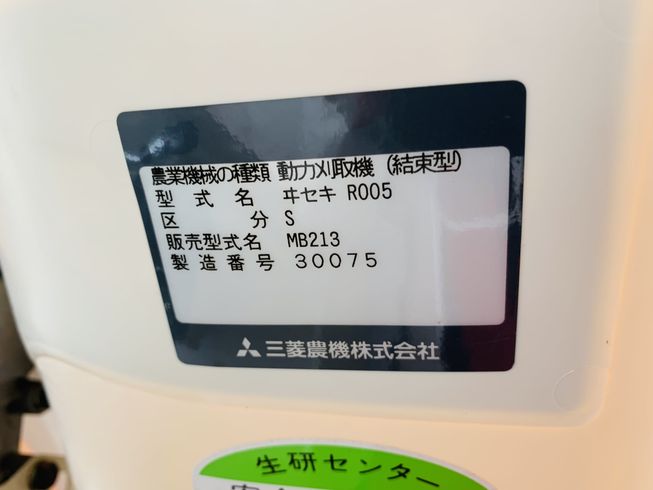 農業機械の種類 動力刈取機 (結束型)
型式名 ヰセキ R005
区分 S
販売型式名 MB213
製造番号 30075
三菱農機株式会社
生研センター